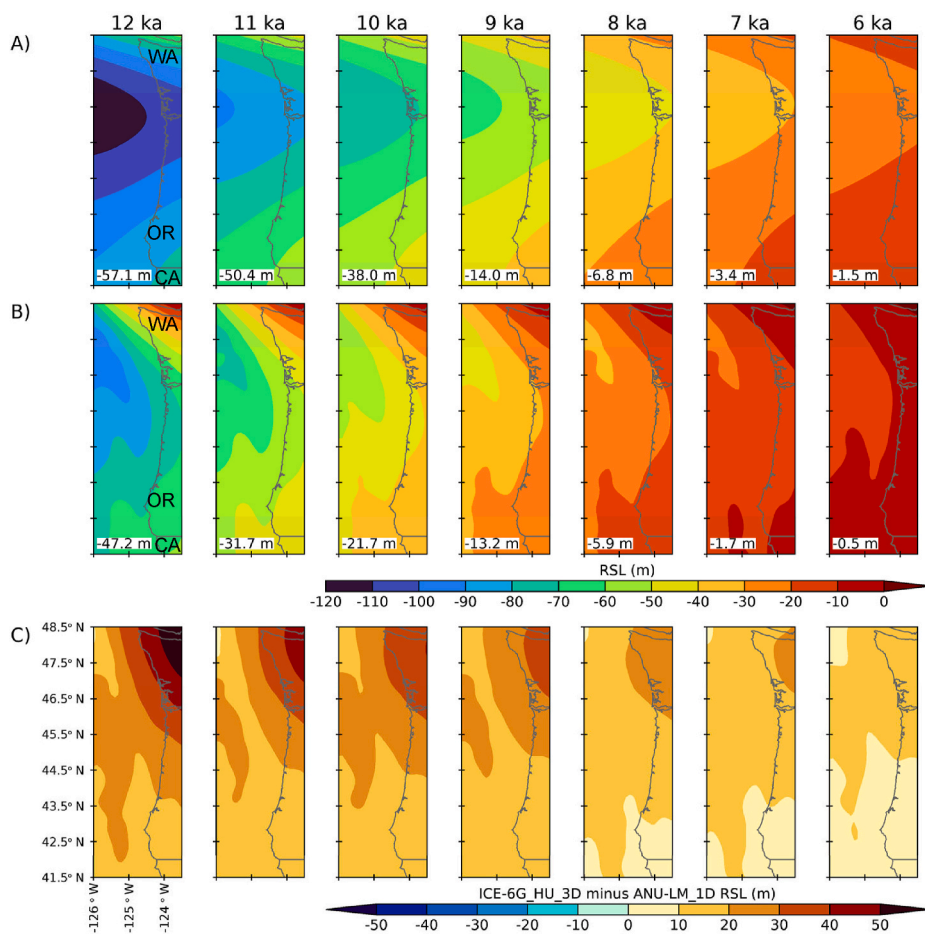 12 ka 11 ka 10 ka 9 ka 8 ka 7 ka 6 ka
A)
WA
OR
CA
-57.1 m -50.4 m -38.0 m -14.0 m -6.8 m -3.4 m -1.5 m
B)
WA
OR
CA
-47.2 m -31.7 m -21.7 m -13.2 m -5.9 m -1.7 m -0.5 m
RSL (m)
-120 -110 -100 -90 -80 -70 -60 -50 -40 -30 -20 -10 0
C)
48.5° N
47.5° N
46.5° N
45.5° N
44.5° N
43.5° N
42.5° N
41.5° N
-126 ° W
-125 ° W
-124 ° W
ICE-6G_HU_3D minus ANU-LM_1D RSL (m)
-50 -40 -30 -20 -10 0 10 20 30 40 50